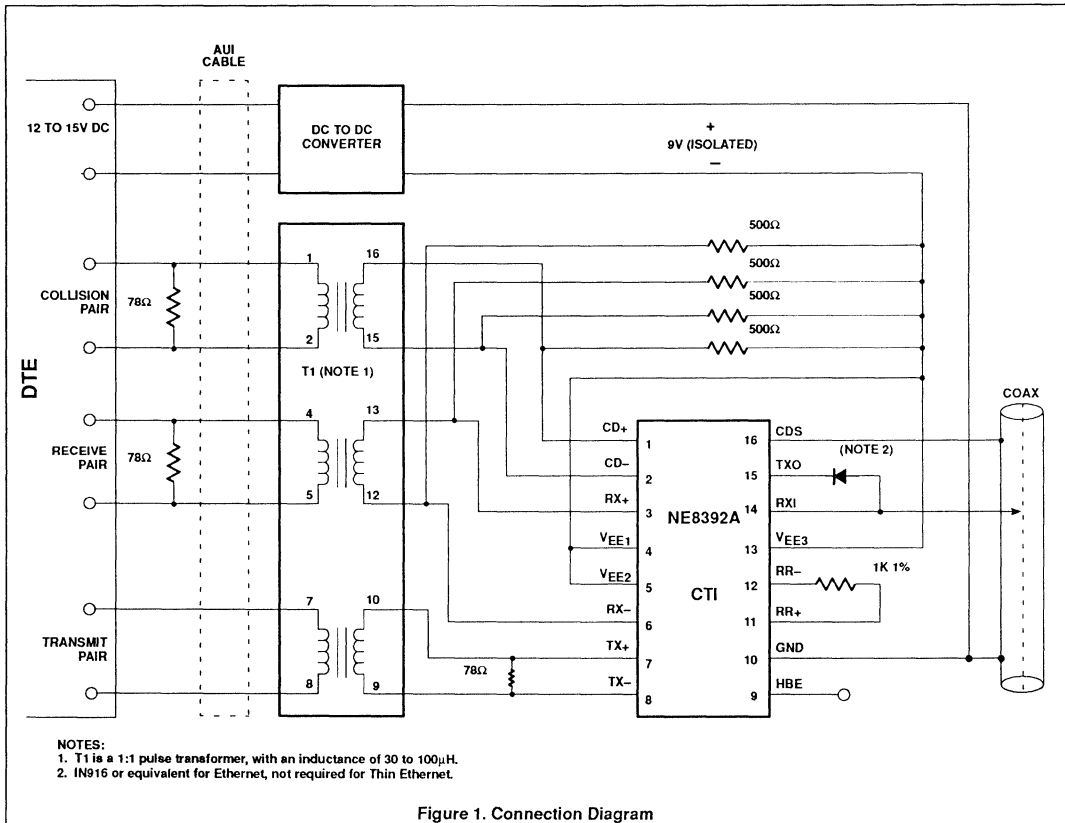 AUI
CABLE
12 TO 15V DC
DC TO DC
CONVERTER
+
9V (ISOLATED)
−
500Ω
500Ω
500Ω
500Ω
COLLISION
PAIR
78Ω
1
16
2
15
T1 (NOTE 1)
DTE
RECEIVE
PAIR
78Ω
4
13
5
12
TRANSMIT
PAIR
7
10
8
9
78Ω
CD+
1
CD−
2
RX+
3
VEE1
4
VEE2
5
RX−
6
TX+
7
TX−
8
NE8392A
CTI
16
CDS
15
TXO
(NOTE 2)
14
RXI
13
VEE3
12
RR−
1K 1%
11
RR+
10
GND
9
HBE
COAX
NOTES:
1. T1 is a 1:1 pulse transformer, with an inductance of 30 to 100µH.
2. IN916 or equivalent for Ethernet, not required for Thin Ethernet.
Figure 1. Connection Diagram